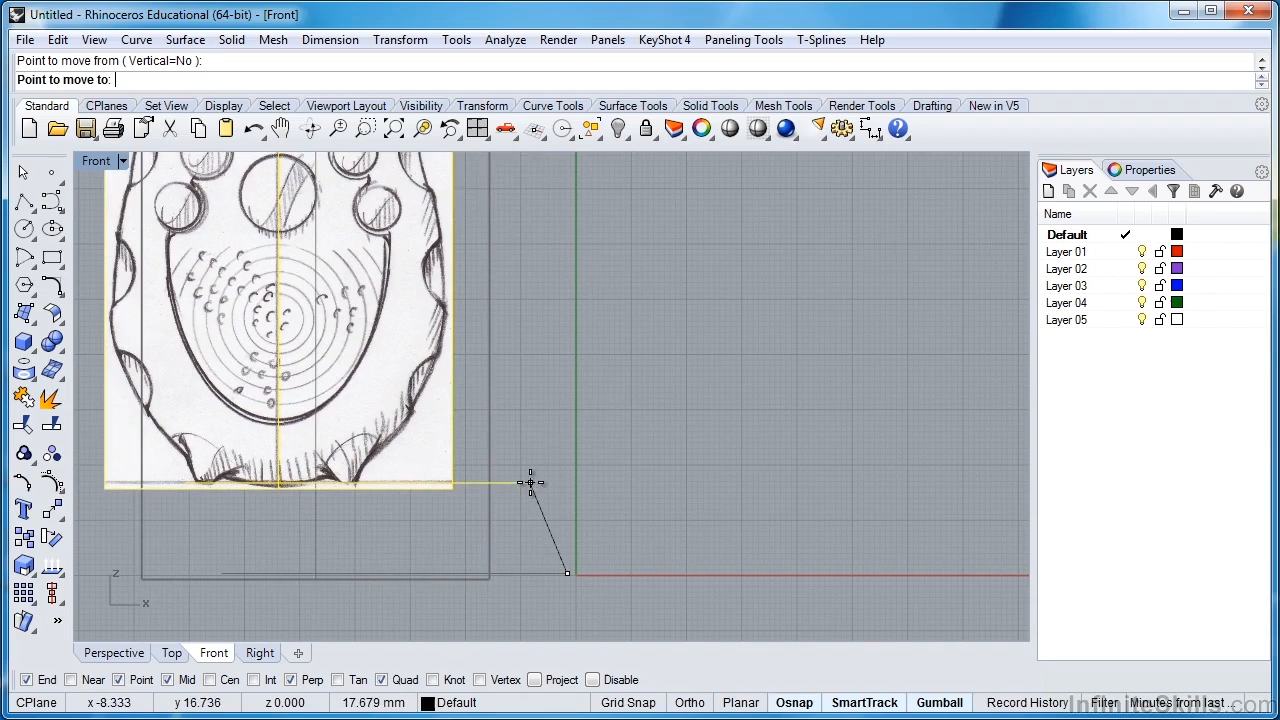 Untitled - Rhinoceros Educational (64-bit) - [Front]
File Edit View Curve Surface Solid Mesh Dimension Transform Tools Analyze Render Panels KeyShot 4 Paneling Tools T-Splines Help
Point to move from ( Vertical=No ):
Point to move to:
Standard CPlanes Set View Display Select Viewport Layout Visibility Transform Curve Tools Surface Tools Solid Tools Mesh Tools Render Tools Drafting New in V5
Front
Layers Properties
Name
Default
Layer 01
Layer 02
Layer 03
Layer 04
Layer 05
z
x
Perspective Top Front Right
End Near Point Mid Cen Int Perp Tan Quad Knot Vertex Project Disable
CPlane x -8.333 y 16.736 z 0.000 17.679 mm Default Grid Snap Ortho Planar Osnap SmartTrack Gumball Record History Filter Minutes from last...
InfiniteSkills.com